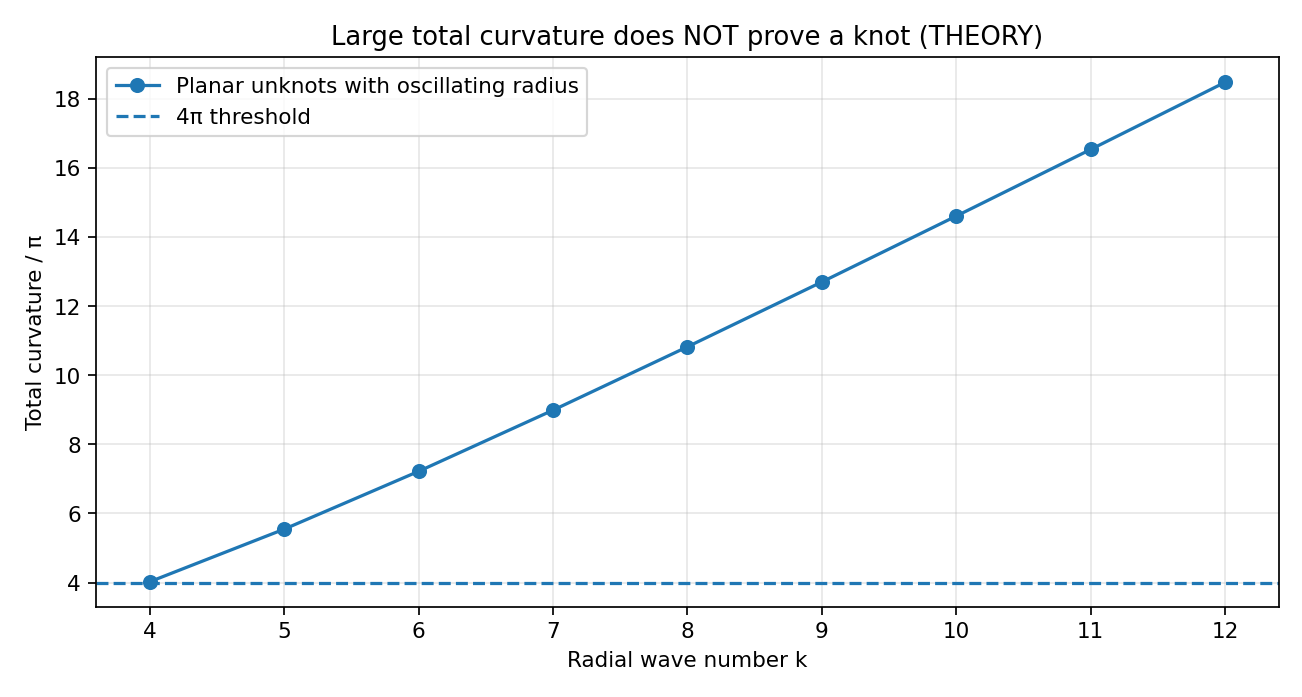 Large total curvature does NOT prove a knot (THEORY)
Planar unknots with oscillating radius
4π threshold
Total curvature / π
18
16
14
12
10
8
6
4
4 5 6 7 8 9 10 11 12
Radial wave number k